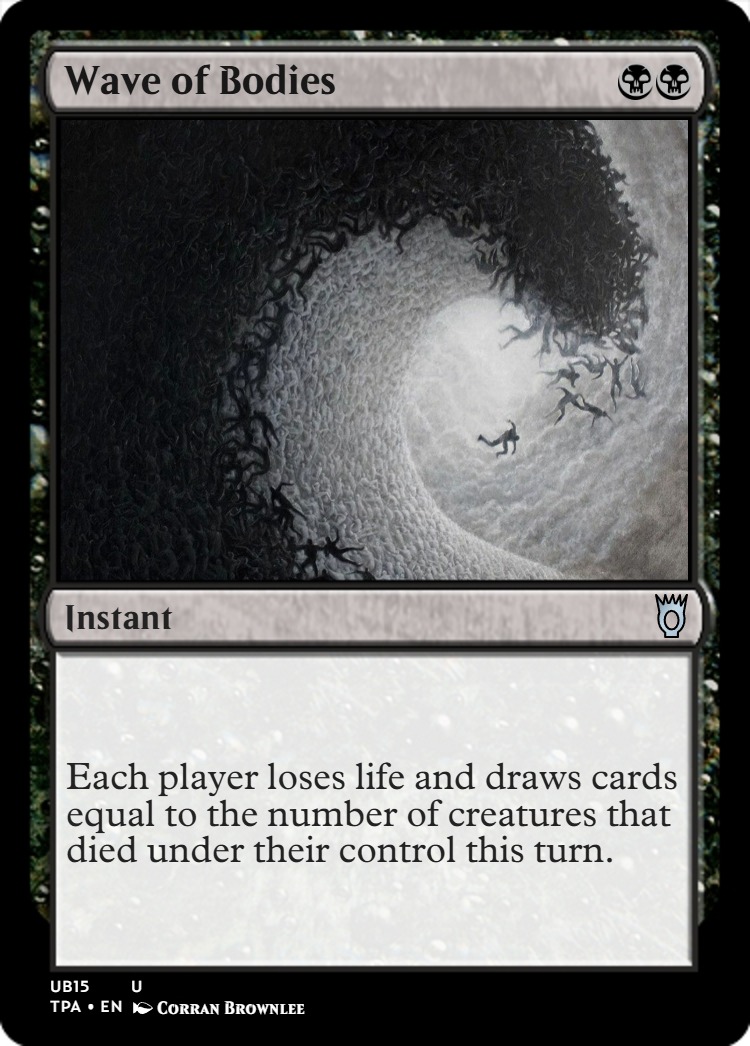 Wave of Bodies
Instant
Each player loses life and draws cards
equal to the number of creatures that
died under their control this turn.
UB15 U
TPA • EN Corran Brownlee